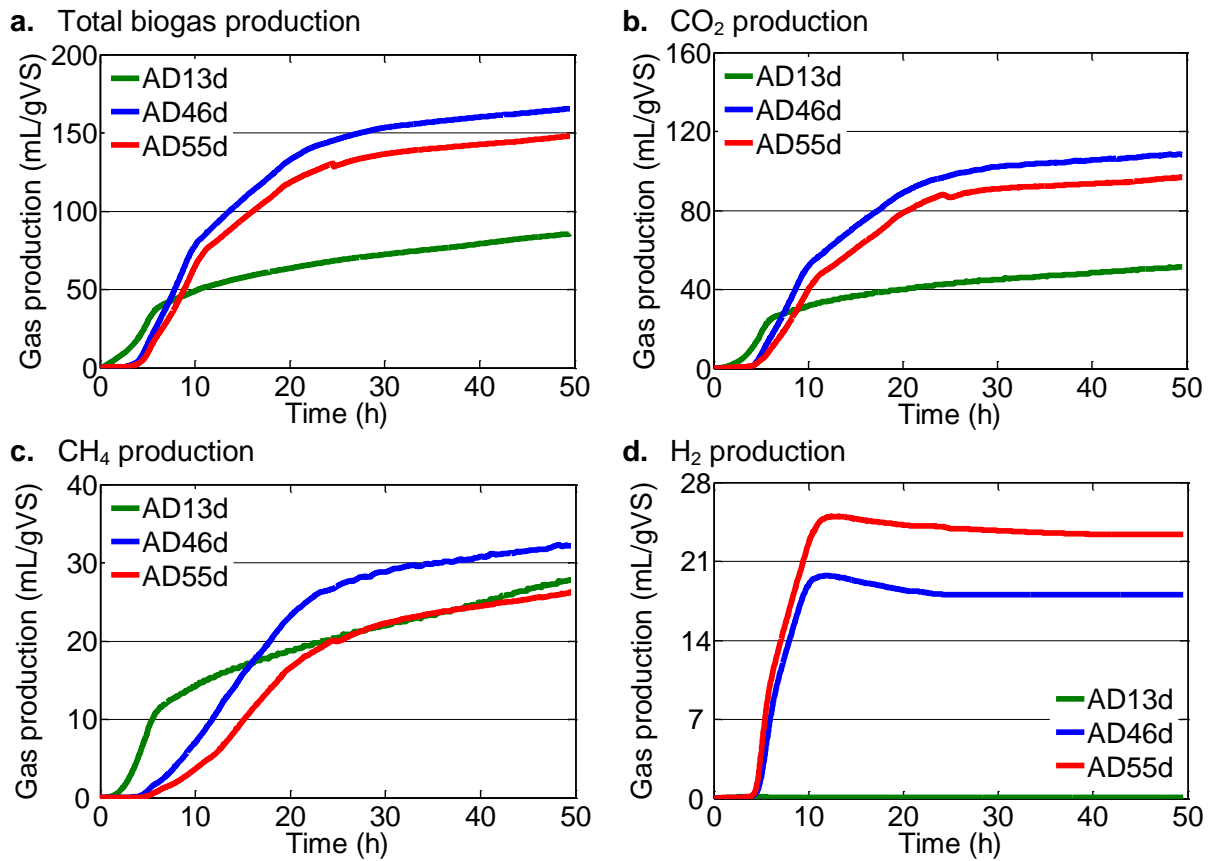 a. Total biogas production
Gas production (mL/gVS)
200
150
100
50
0
AD13d
AD46d
AD55d
0 10 20 30 40 50
Time (h)
b. CO₂ production
Gas production (mL/gVS)
160
120
80
40
0
AD13d
AD46d
AD55d
0 10 20 30 40 50
Time (h)
c. CH₄ production
Gas production (mL/gVS)
40
30
20
10
0
AD13d
AD46d
AD55d
0 10 20 30 40 50
Time (h)
d. H₂ production
Gas production (mL/gVS)
28
21
14
7
0
AD13d
AD46d
AD55d
0 10 20 30 40 50
Time (h)